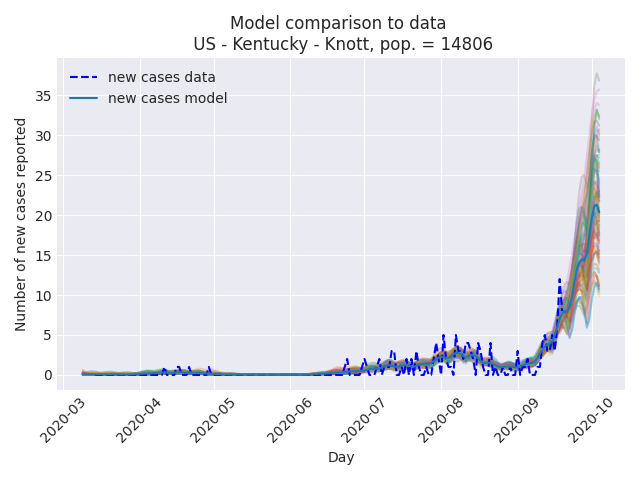 Model comparison to data
US - Kentucky - Knott, pop. = 14806
new cases data
new cases model
Number of new cases reported
35
30
25
20
15
10
5
0
2020-03
2020-04
2020-05
2020-06
2020-07
2020-08
2020-09
2020-10
Day